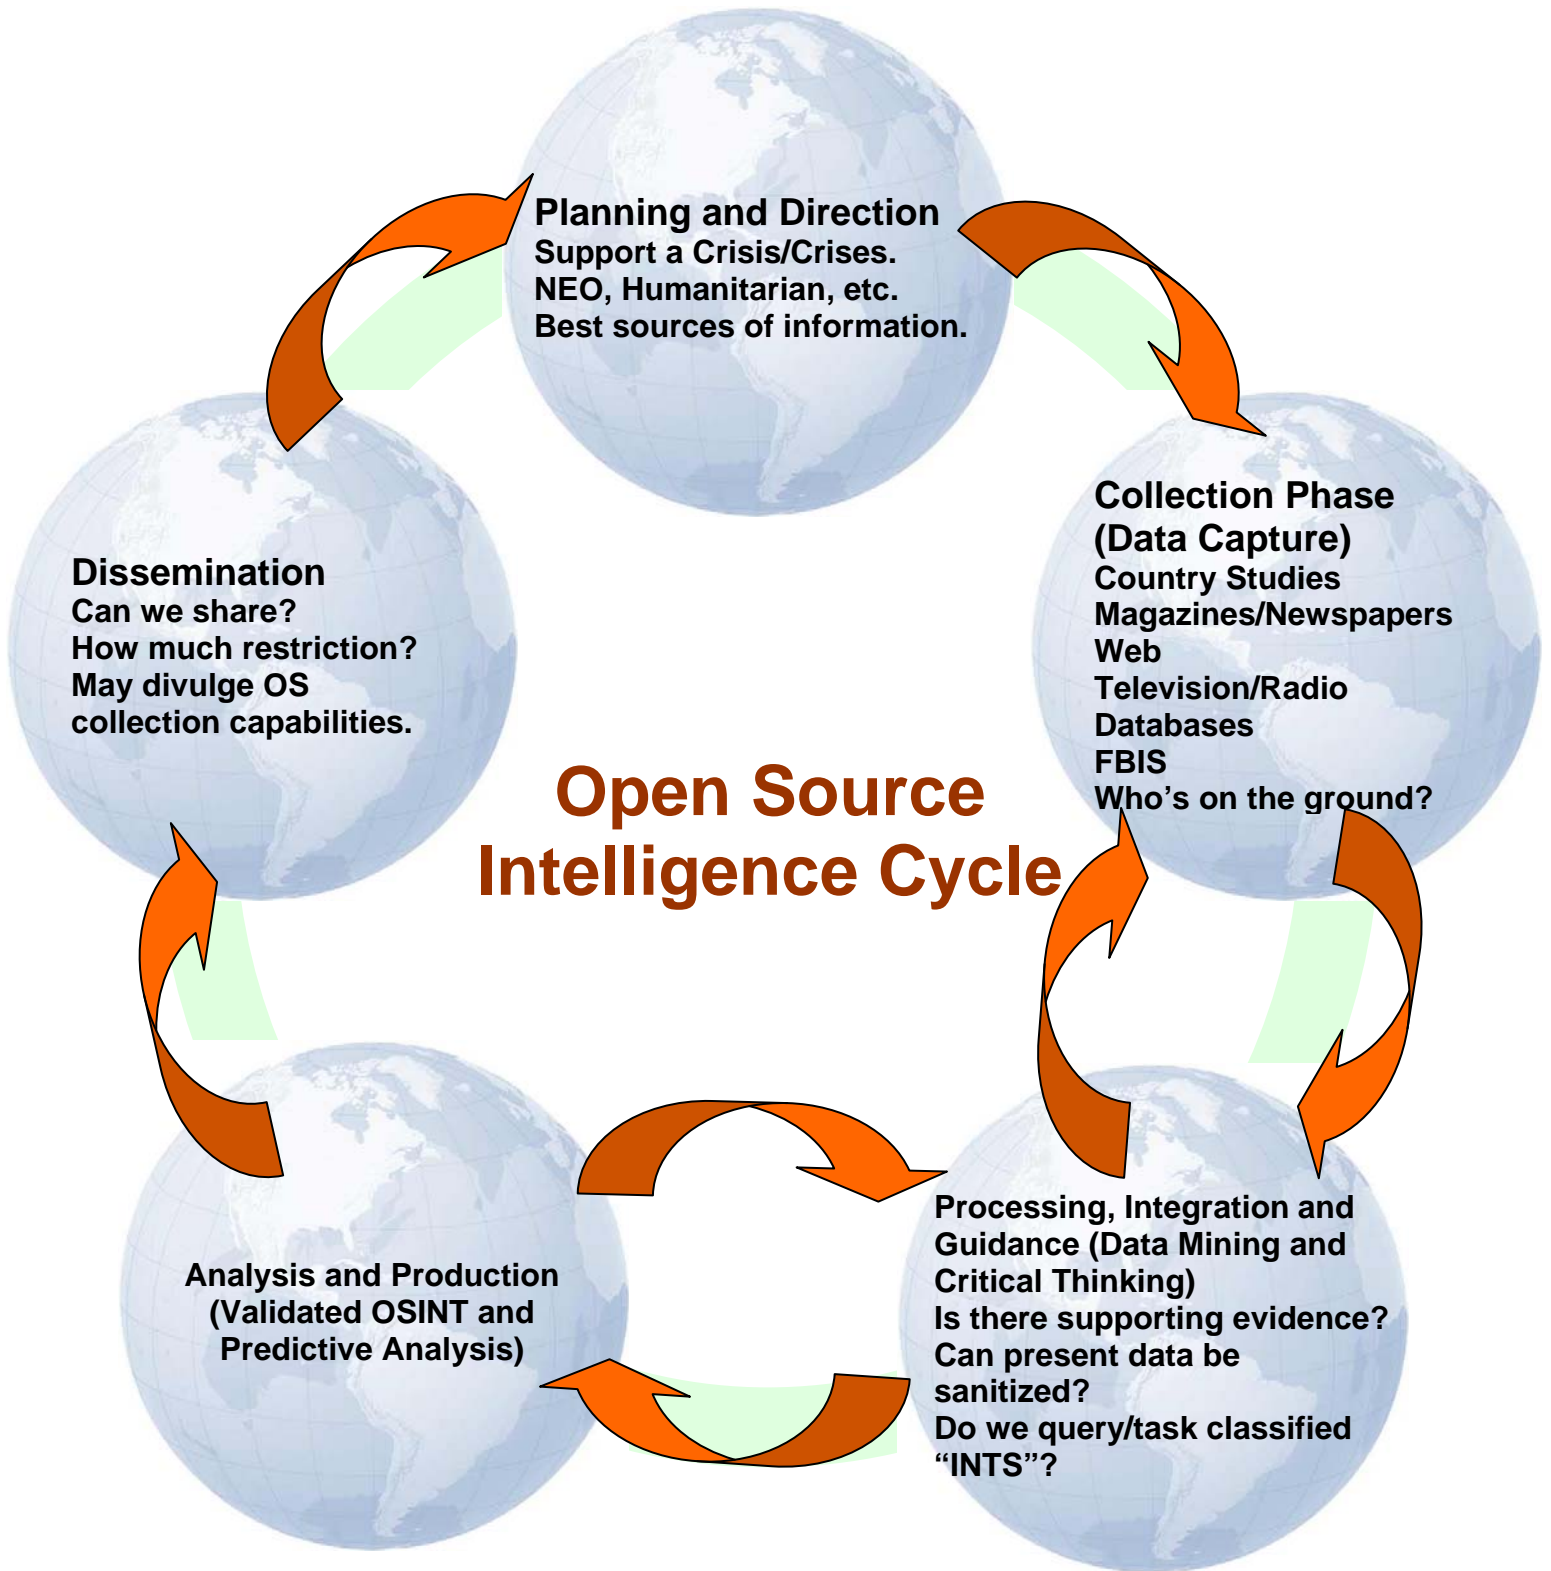 Planning and Direction
Support a Crisis/Crises.
NEO, Humanitarian, etc.
Best sources of information.
Collection Phase
(Data Capture)
Country Studies
Magazines/Newspapers
Web
Television/Radio
Databases
FBIS
Who’s on the ground?
Dissemination
Can we share?
How much restriction?
May divulge OS
collection capabilities.
Open Source
Intelligence Cycle
Processing, Integration and
Guidance (Data Mining and
Critical Thinking)
Is there supporting evidence?
Can present data be
sanitized?
Do we query/task classified
“INTS”?
Analysis and Production
(Validated OSINT and
Predictive Analysis)